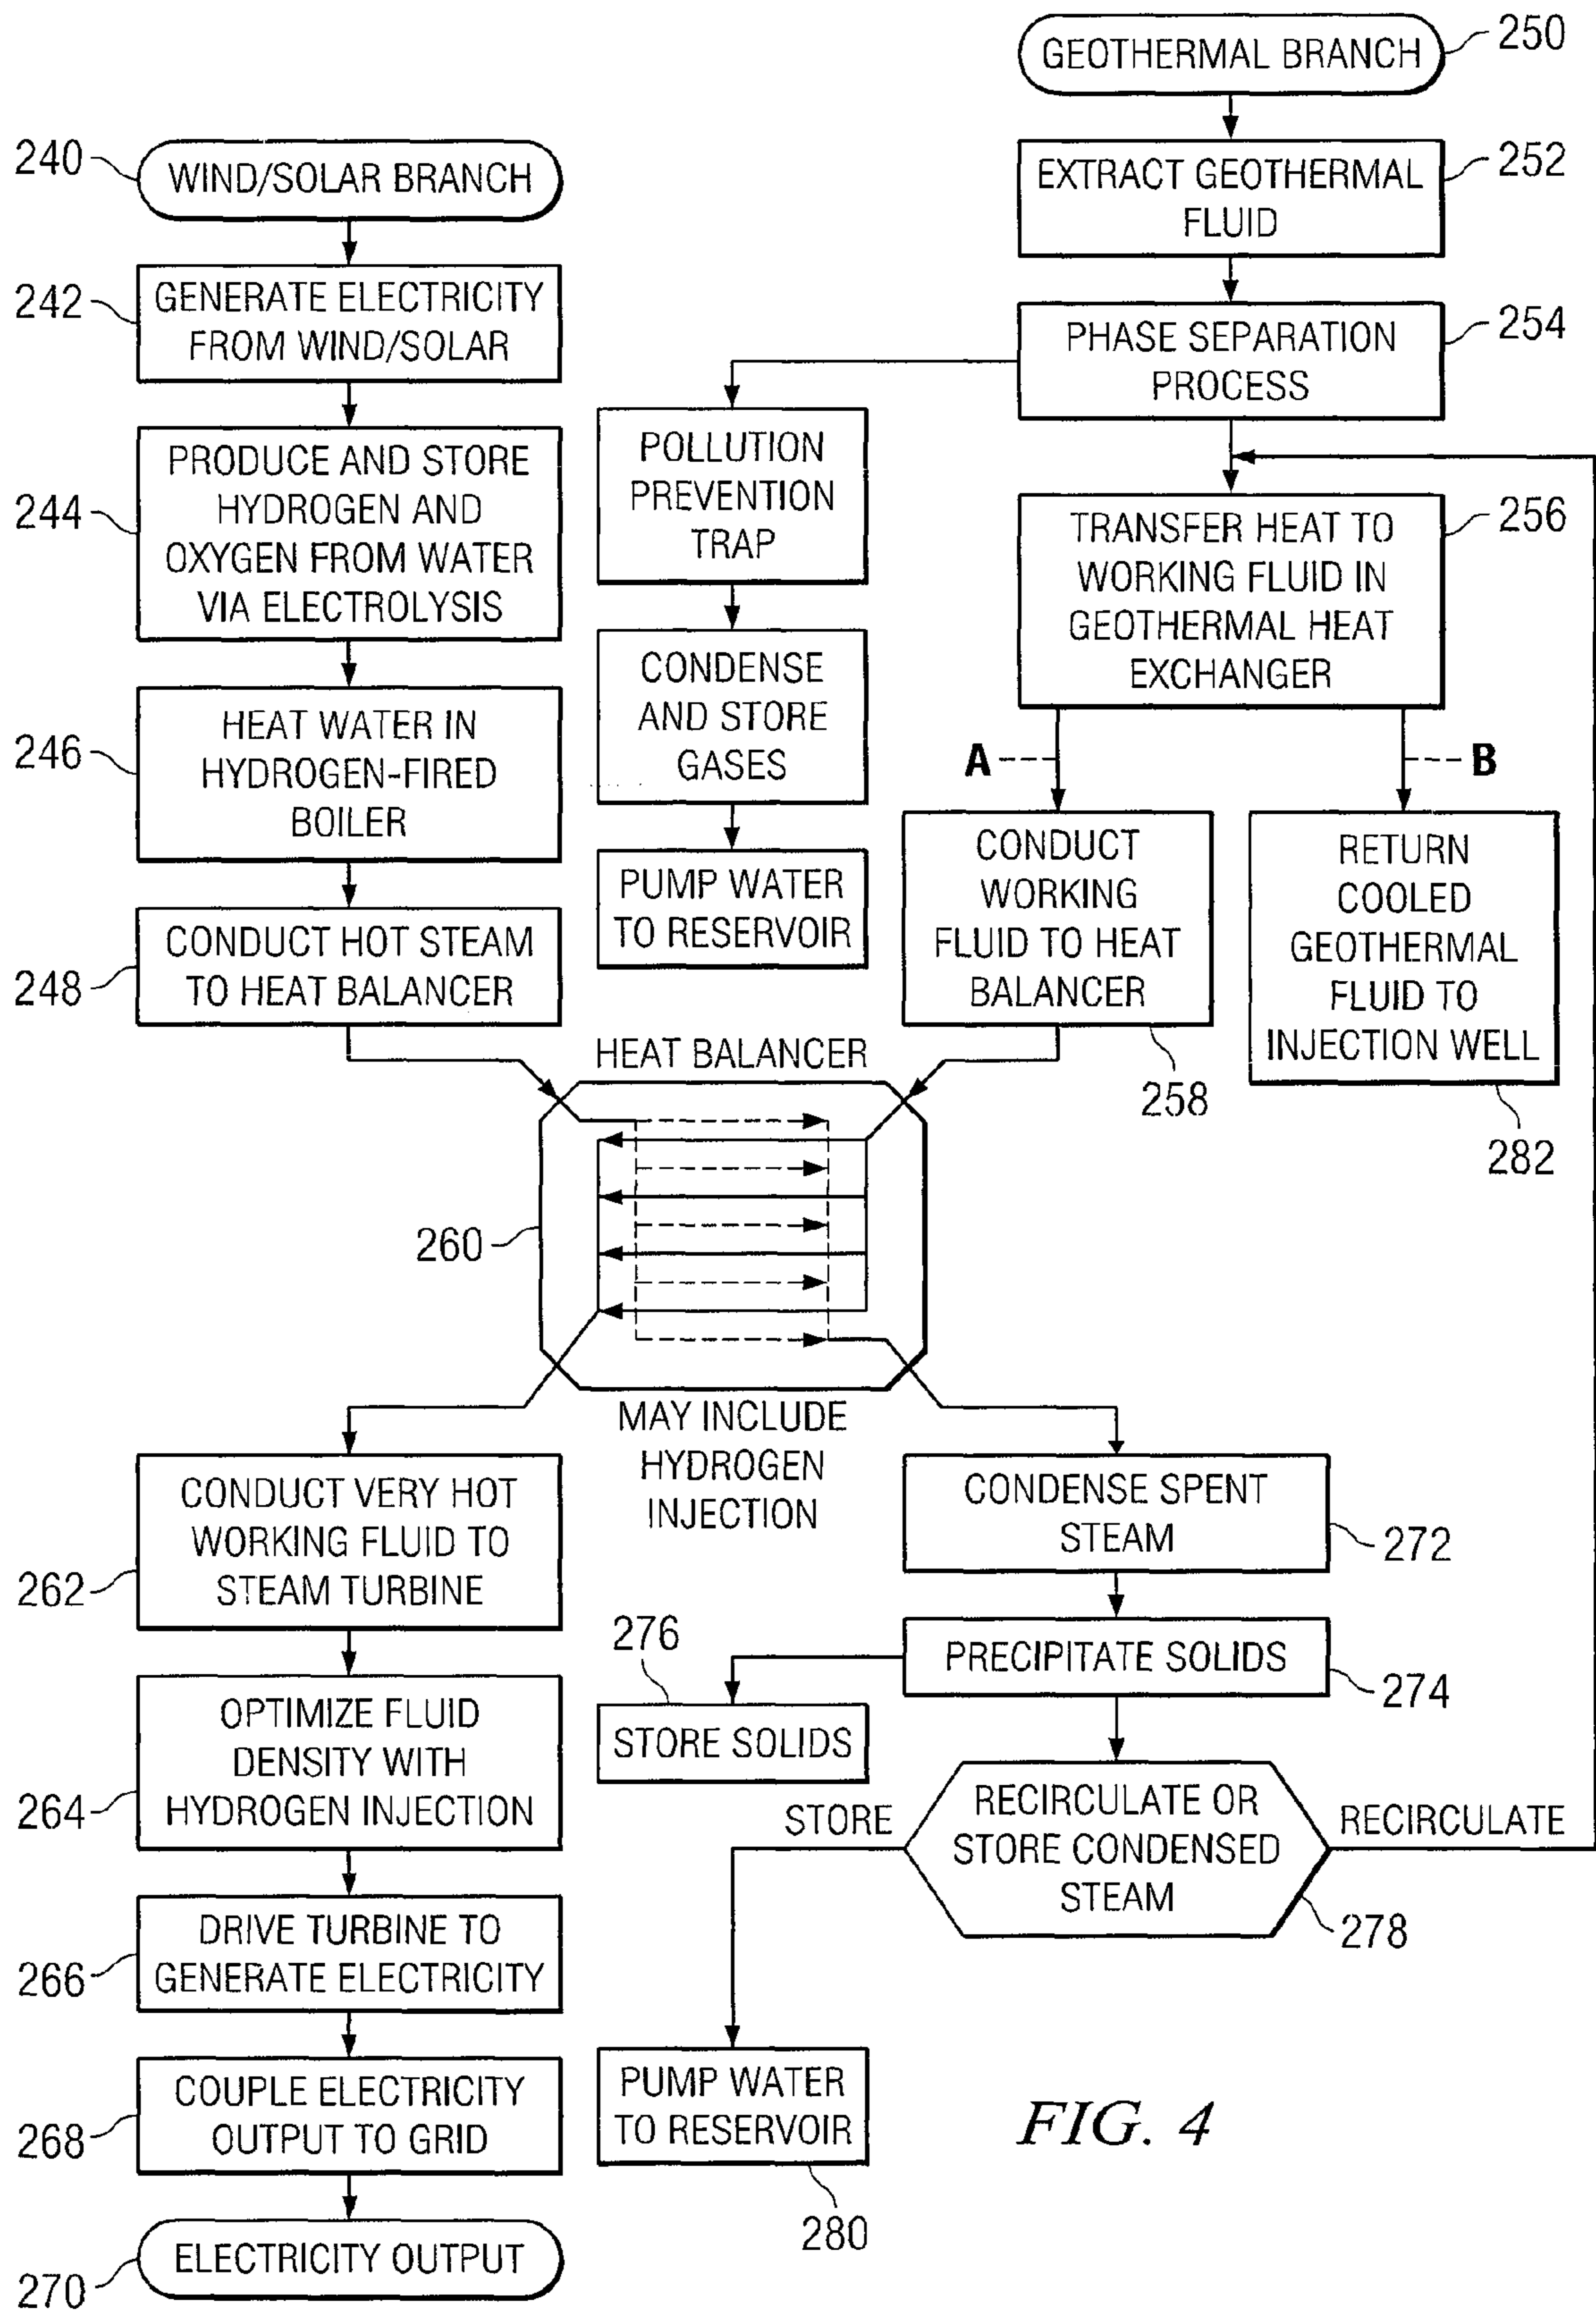 GEOTHERMAL BRANCH
250
EXTRACT GEOTHERMAL
FLUID
252
PHASE SEPARATION
PROCESS
254
240
WIND/SOLAR BRANCH
242
GENERATE ELECTRICITY
FROM WIND/SOLAR
244
PRODUCE AND STORE
HYDROGEN AND
OXYGEN FROM WATER
VIA ELECTROLYSIS
246
HEAT WATER IN
HYDROGEN-FIRED
BOILER
248
CONDUCT HOT STEAM
TO HEAT BALANCER
POLLUTION
PREVENTION
TRAP
CONDENSE
AND STORE
GASES
PUMP WATER
TO RESERVOIR
TRANSFER HEAT TO
WORKING FLUID IN
GEOTHERMAL HEAT
EXCHANGER
256
A
B
CONDUCT
WORKING
FLUID TO HEAT
BALANCER
258
RETURN
COOLED
GEOTHERMAL
FLUID TO
INJECTION WELL
282
HEAT BALANCER
260
MAY INCLUDE
HYDROGEN
INJECTION
262
CONDUCT VERY HOT
WORKING FLUID TO
STEAM TURBINE
264
OPTIMIZE FLUID
DENSITY WITH
HYDROGEN INJECTION
266
DRIVE TURBINE TO
GENERATE ELECTRICITY
268
COUPLE ELECTRICITY
OUTPUT TO GRID
270
ELECTRICITY OUTPUT
CONDENSE SPENT
STEAM
272
PRECIPITATE SOLIDS
274
276
STORE SOLIDS
STORE
RECIRCULATE OR
STORE CONDENSED
STEAM
RECIRCULATE
278
PUMP WATER
TO RESERVOIR
280
FIG. 4